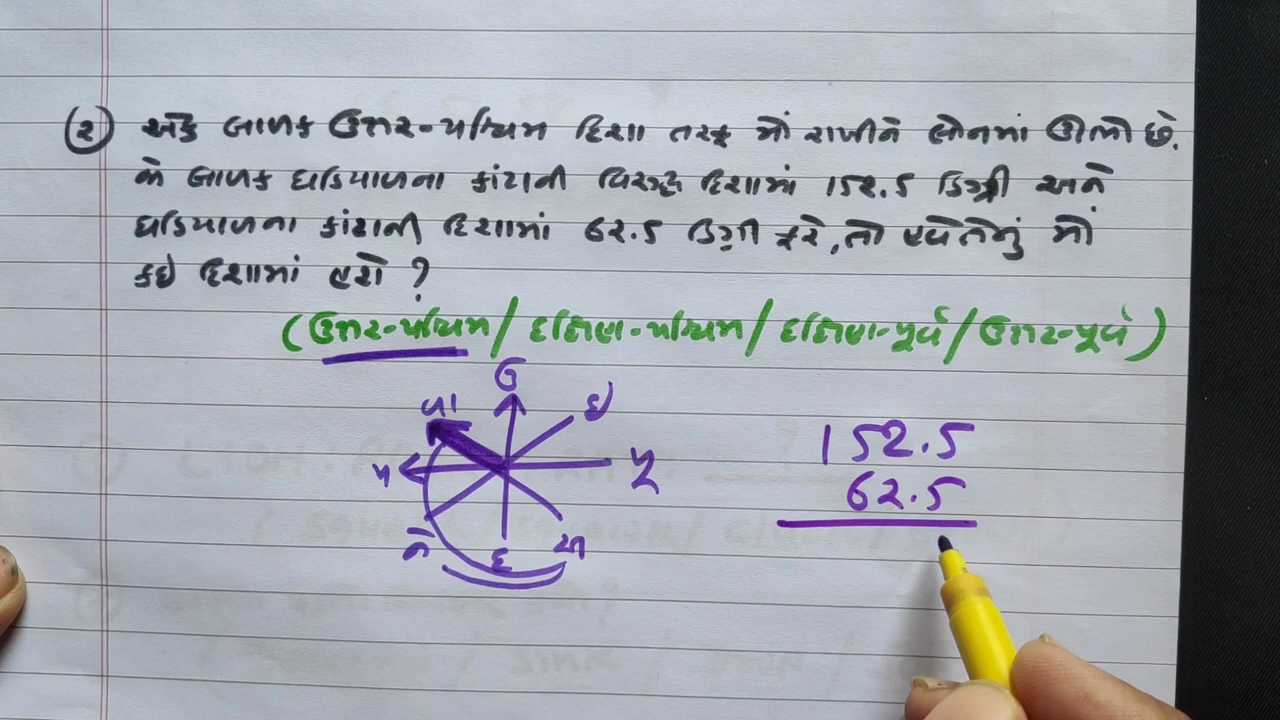 (૨) એક બાળક ઉત્તર-પશ્ચિમ દિશા તરફ મોં રાખીને લોનમાં ઊભો છે.
એ બાળક ઘડિયાળના કાંટાની વિરુદ્ધ દિશામાં 152.5 ડિગ્રી અને
ઘડિયાળના કાંટાની દિશામાં 62.5 ડિગ્રી ફરે, તો હવે તેનું મોં
કઇ દિશામાં હશે ?
(ઉત્તર-પશ્ચિમ / દક્ષિણ-પશ્ચિમ / દક્ષિણ-પૂર્વ / ઉત્તર-પૂર્વ)
ઉ
વા ઇ
પ પૂ
નૈ દ અ
152.5
62.5